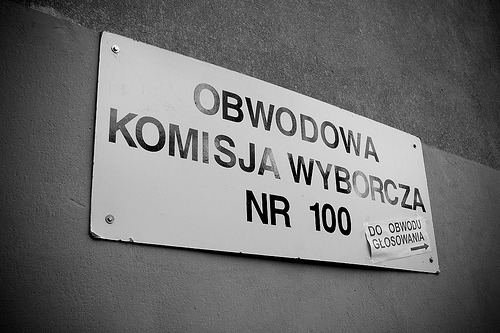 OBWODOWA
KOMISJA WYBORCZA
NR 100
DO OBWODU
GŁOSOWANIA